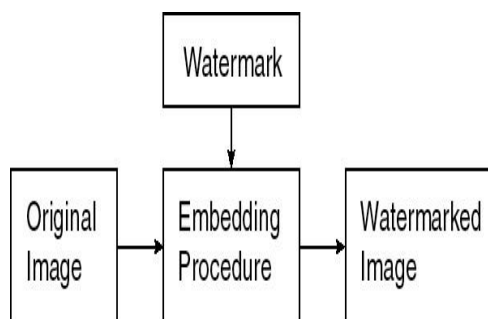 Watermark
Original
Image
Embedding
Procedure
Watermarked
Image